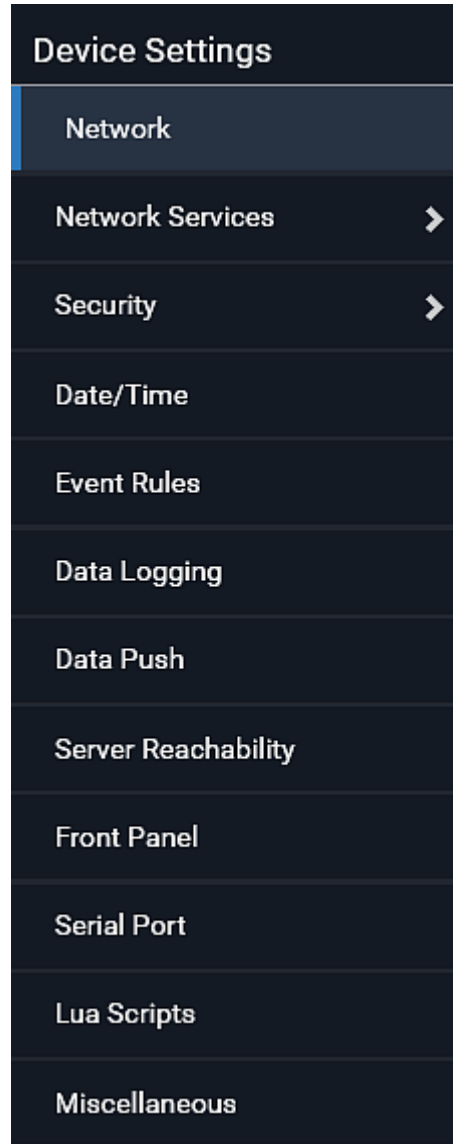 Device Settings
Network
Network Services
Security
Date/Time
Event Rules
Data Logging
Data Push
Server Reachability
Front Panel
Serial Port
Lua Scripts
Miscellaneous